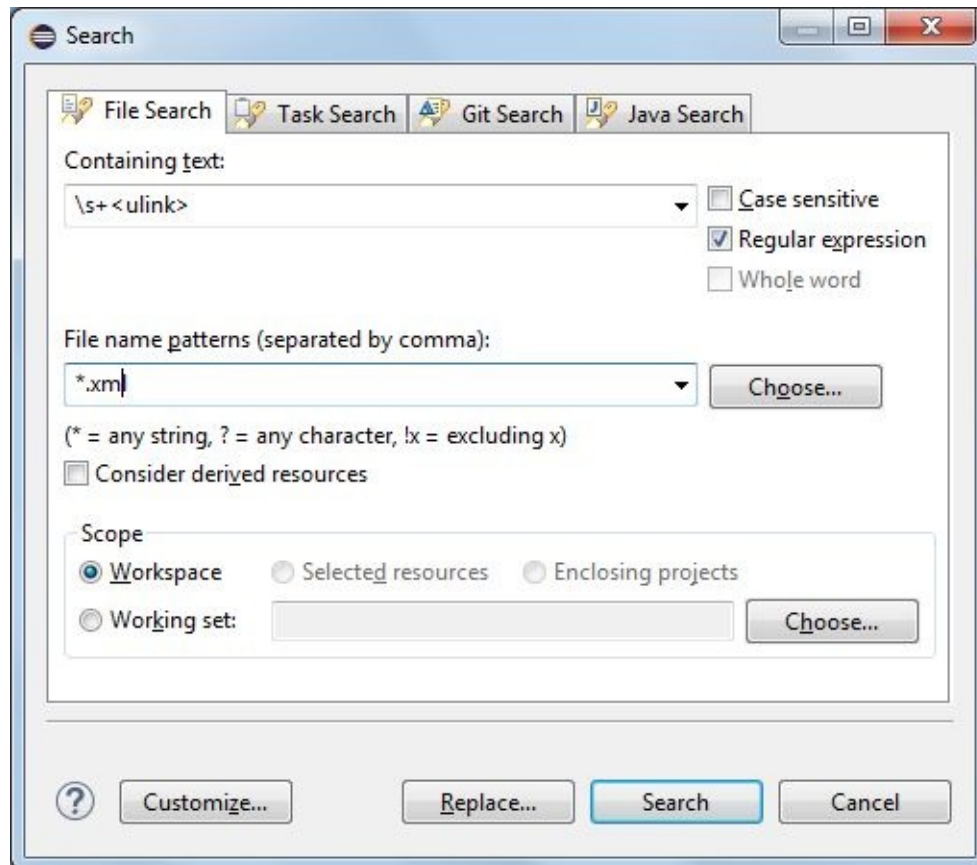 Search
File Search Task Search Git Search Java Search
Containing text:
\s+<ulink>
Case sensitive
Regular expression
Whole word
File name patterns (separated by comma):
*.xml
Choose...
(* = any string, ? = any character, !x = excluding x)
Consider derived resources
Scope
Workspace Selected resources Enclosing projects
Working set: Choose...
? Customize... Replace... Search Cancel